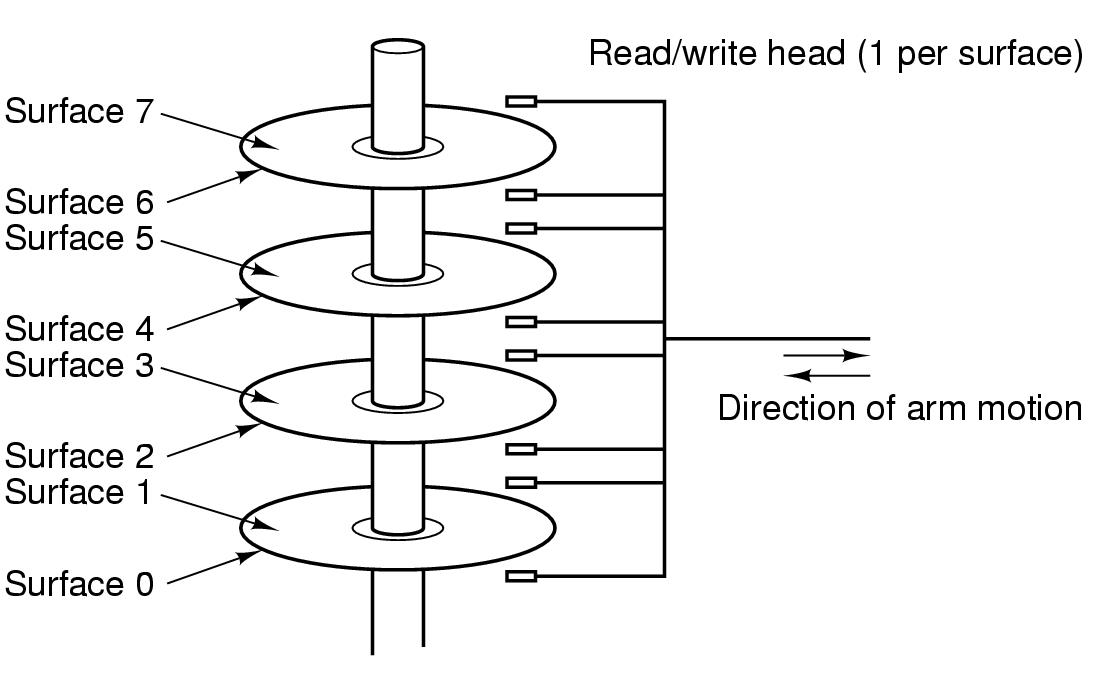 Read/write head (1 per surface)
Surface 7
Surface 6
Surface 5
Surface 4
Surface 3
Direction of arm motion
Surface 2
Surface 1
Surface 0